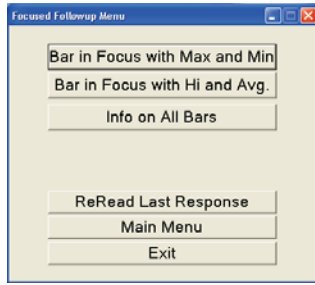 Focused Followup Menu
Bar in Focus with Max and Min
Bar in Focus with Hi and Avg.
Info on All Bars
ReRead Last Response
Main Menu
Exit